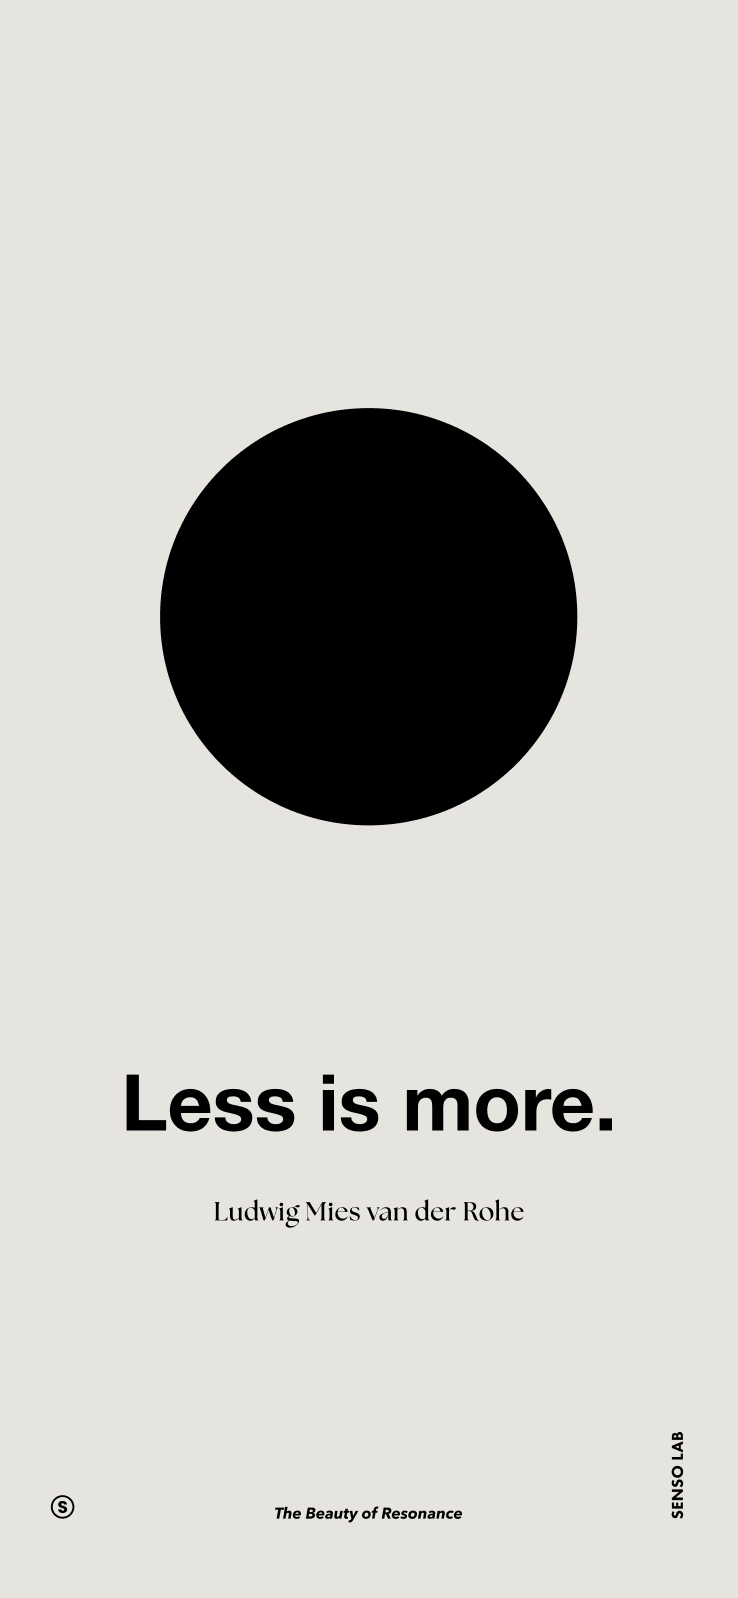 Less is more.
Ludwig Mies van der Rohe
S
The Beauty of Resonance
SENSO LAB